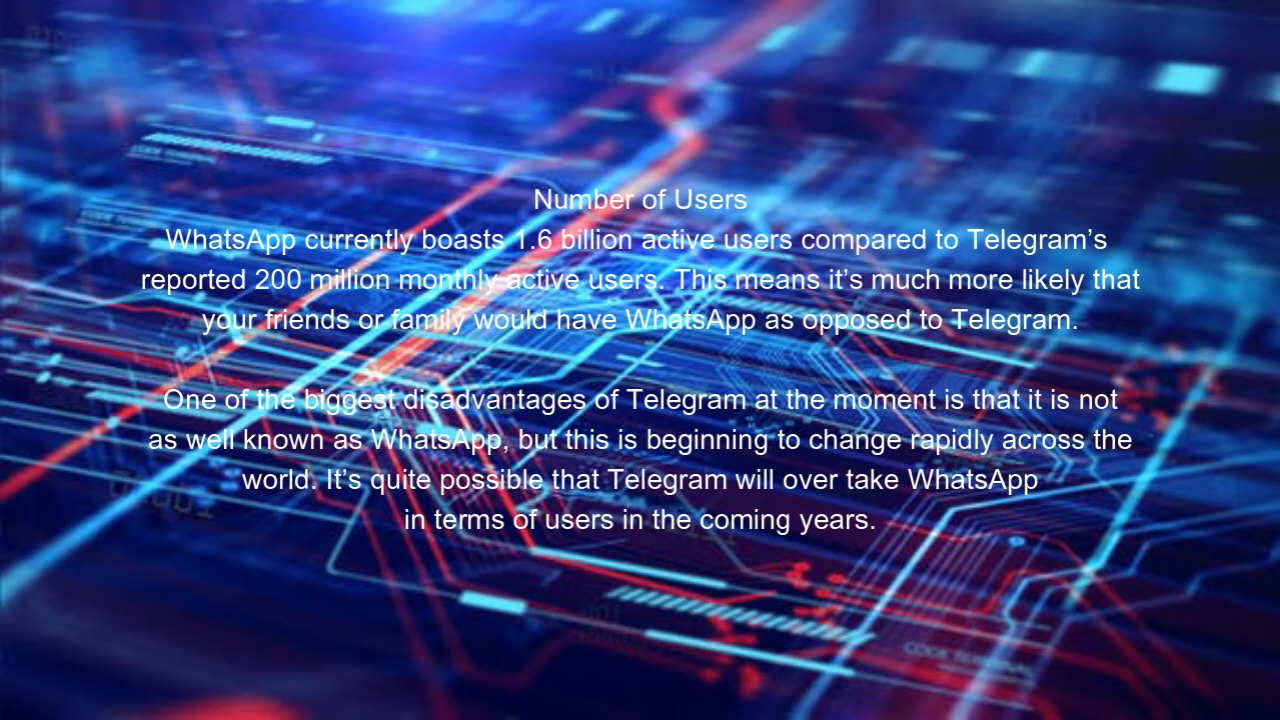 Number of Users
WhatsApp currently boasts 1.6 billion active users compared to Telegram’s
reported 200 million monthly active users. This means it’s much more likely that
your friends or family would have WhatsApp as opposed to Telegram.
One of the biggest disadvantages of Telegram at the moment is that it is not
as well known as WhatsApp, but this is beginning to change rapidly across the
world. It’s quite possible that Telegram will over take WhatsApp
in terms of users in the coming years.